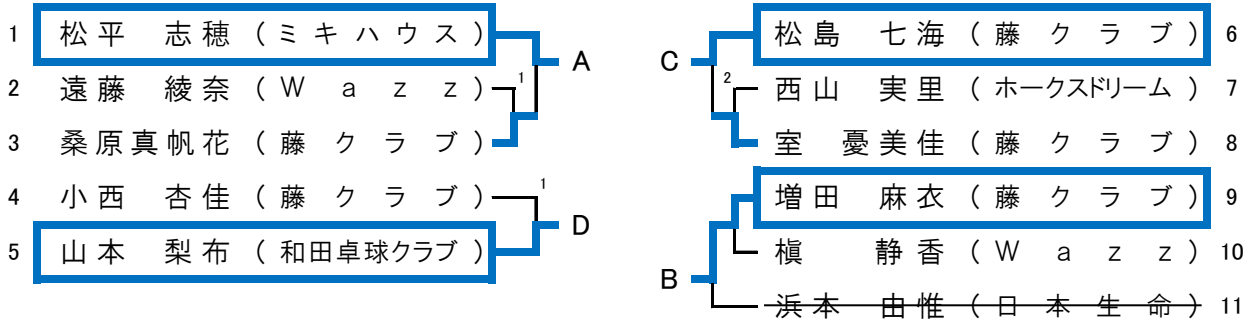 1 松平 志穂 (ミキハウス)
A
2 遠藤 綾奈 (Wazz)
1
3 桑原真帆花 (藤クラブ)
4 小西 杏佳 (藤クラブ)
1
D
5 山本 梨布 (和田卓球クラブ)
松島 七海 (藤クラブ) 6
C
2
西山 実里 (ホークスドリーム) 7
室 憂美佳 (藤クラブ) 8
増田 麻衣 (藤クラブ) 9
槇 静香 (Wazz) 10
B
浜本 由惟 (日本生命) 11